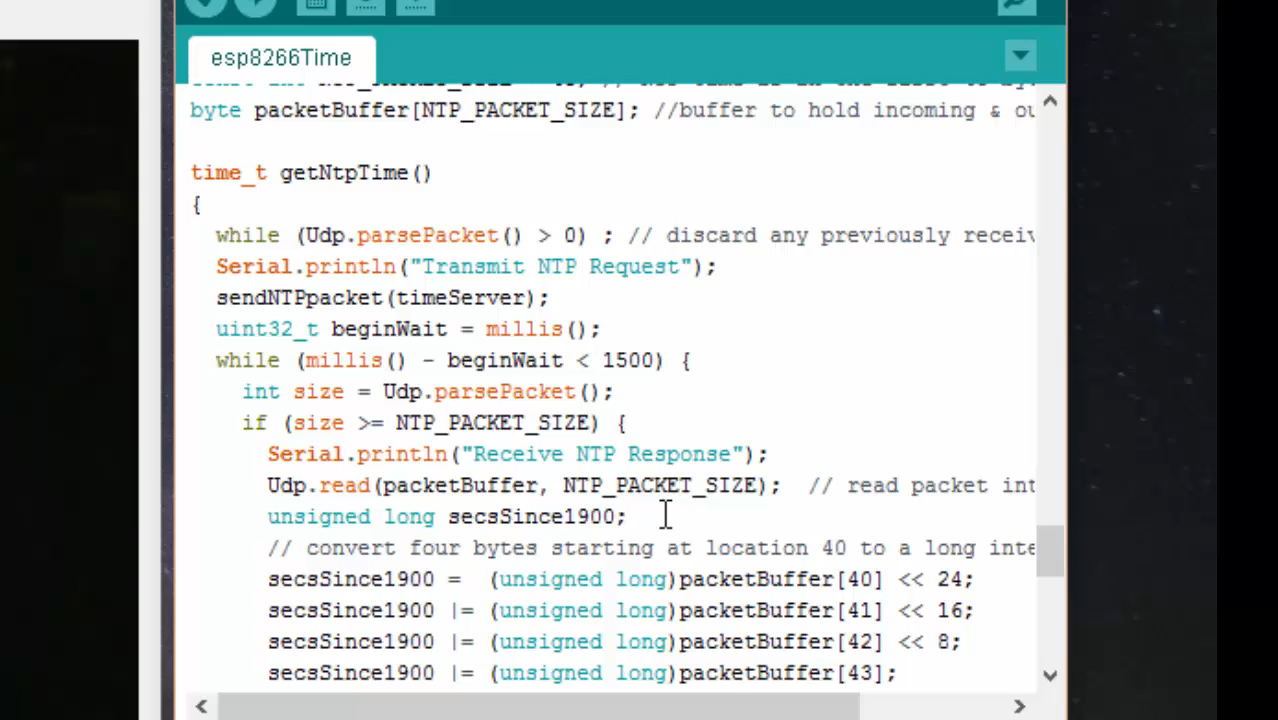 esp8266Time
byte packetBuffer[NTP_PACKET_SIZE]; //buffer to hold incoming &
time_t getNtpTime()
{
while (Udp.parsePacket() > 0) ; // discard any previously
Serial.println("Transmit NTP Request");
sendNTPpacket(timeServer);
uint32_t beginWait = millis();
while (millis() - beginWait < 1500) {
int size = Udp.parsePacket();
if (size >= NTP_PACKET_SIZE) {
Serial.println("Receive NTP Response");
Udp.read(packetBuffer, NTP_PACKET_SIZE); // read packet
unsigned long secsSince1900;
// convert four bytes starting at location 40 to a long
secsSince1900 = (unsigned long)packetBuffer[40] << 24;
secsSince1900 |= (unsigned long)packetBuffer[41] << 16;
secsSince1900 |= (unsigned long)packetBuffer[42] << 8;
secsSince1900 |= (unsigned long)packetBuffer[43];